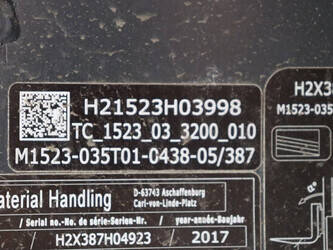 H21523H03998
TC_1523_03_3200_010
M1523-035T01-0438-05/387
H2X38
M1523-035
aterial Handling
D-63743 Aschaffenburg
Carl-von-Linde-Platz
Serial No.- No. de série-Serien-Nr. / year-année-Baujahr
H2X387H04923 / 2017